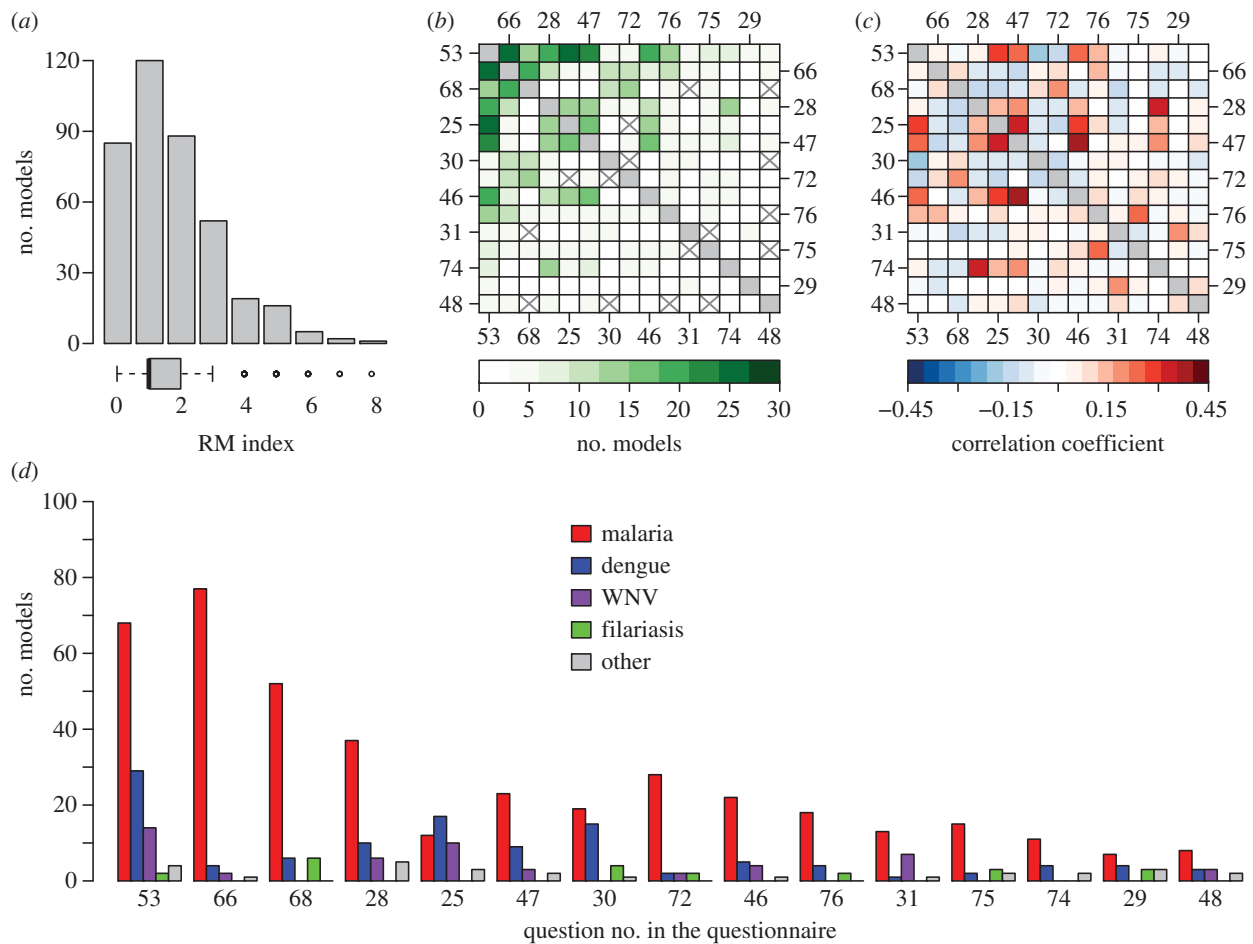 (a)
120
90
60
30
0
no. models
0 2 4 6 8
RM index
(b)
66 28 47 72 76 75 29
53
68
25
30
46
31
74
48
66
28
47
72
76
75
29
53 68 25 30 46 31 74 48
0 5 10 15 20 25 30
no. models
(c)
66 28 47 72 76 75 29
53
68
25
30
46
31
74
48
66
28
47
72
76
75
29
53 68 25 30 46 31 74 48
−0.45 −0.15 0.15 0.45
correlation coefficient
(d)
100
80
60
40
20
0
no. models
malaria
dengue
WNV
filariasis
other
53 66 68 28 25 47 30 72 46 76 31 75 74 29 48
question no. in the questionnaire